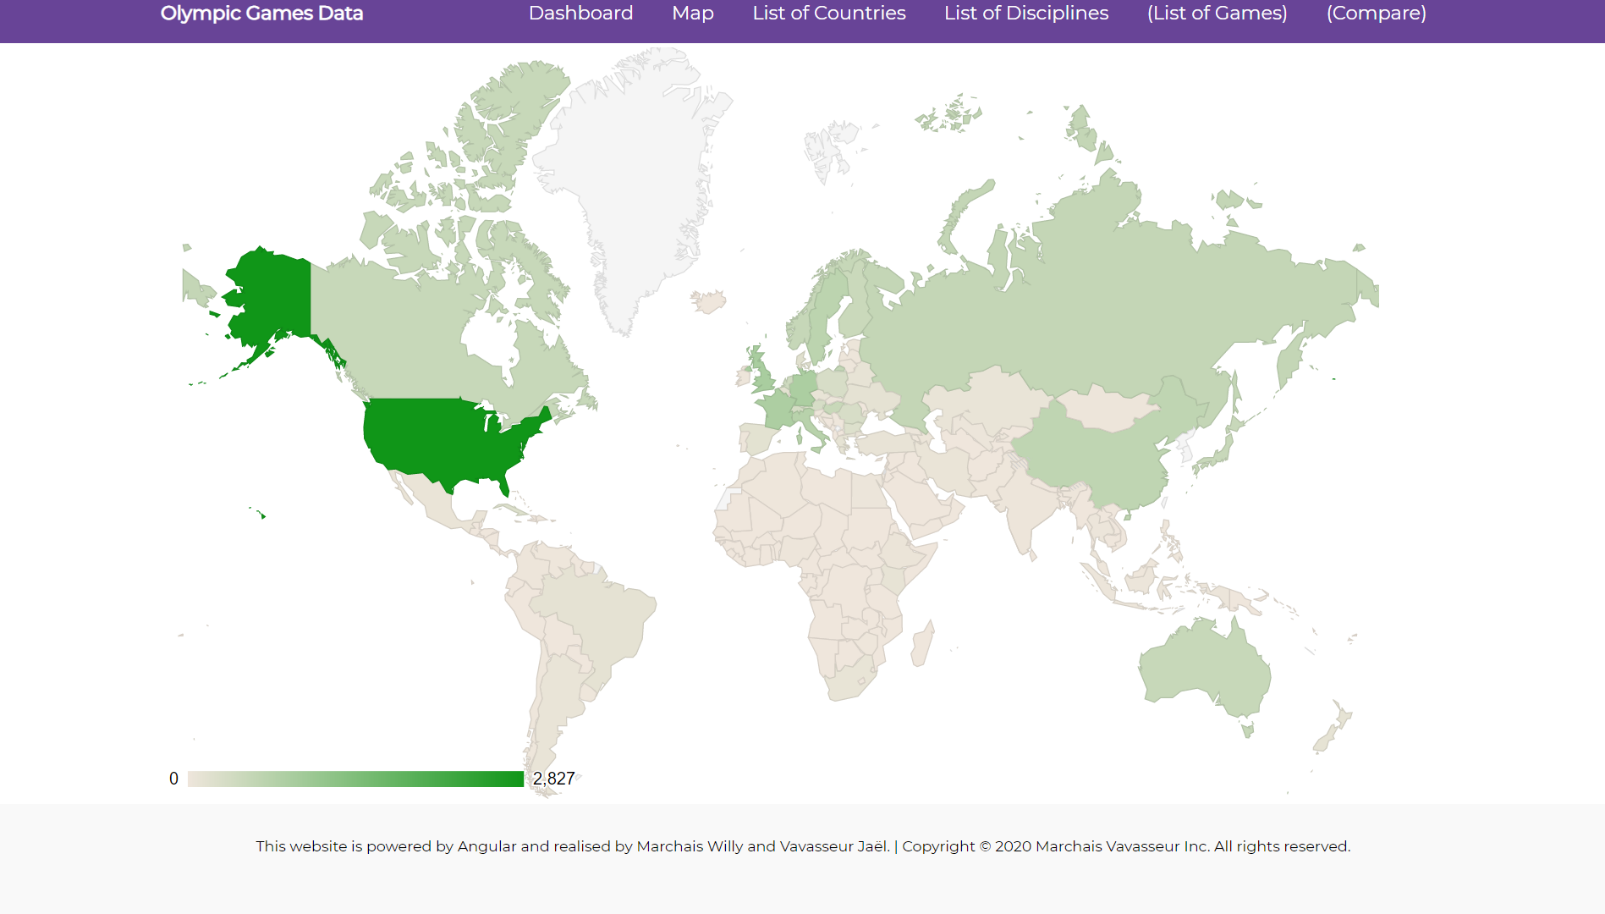 Olympic Games Data Dashboard Map List of Countries List of Disciplines (List of Games) (Compare)
0 2,827
This website is powered by Angular and realised by Marchais Willy and Vavasseur Jaël. | Copyright © 2020 Marchais Vavasseur Inc. All rights reserved.